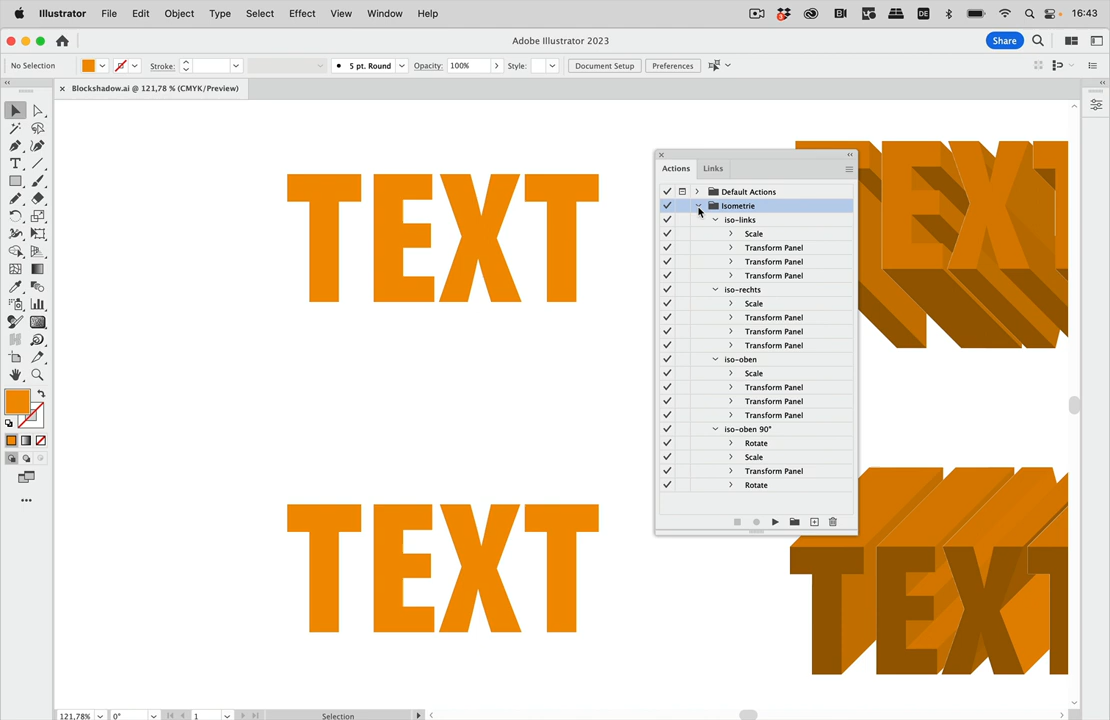 Illustrator File Edit Object Type Select Effect View Window Help DE 16:43
Adobe Illustrator 2023 Share
No Selection Stroke: 5 pt. Round Opacity: 100% Style: Document Setup Preferences
Blockshadow.ai @ 121,78 % (CMYK/Preview)
TEXT
TEXT
Actions Links
Default Actions
Isometrie
iso-links
Scale
Transform Panel
Transform Panel
Transform Panel
iso-rechts
Scale
Transform Panel
Transform Panel
Transform Panel
iso-oben
Scale
Transform Panel
Transform Panel
Transform Panel
iso-oben 90°
Rotate
Scale
Transform Panel
Rotate
TEXT
TEXT
121,78% 0° 1 Selection